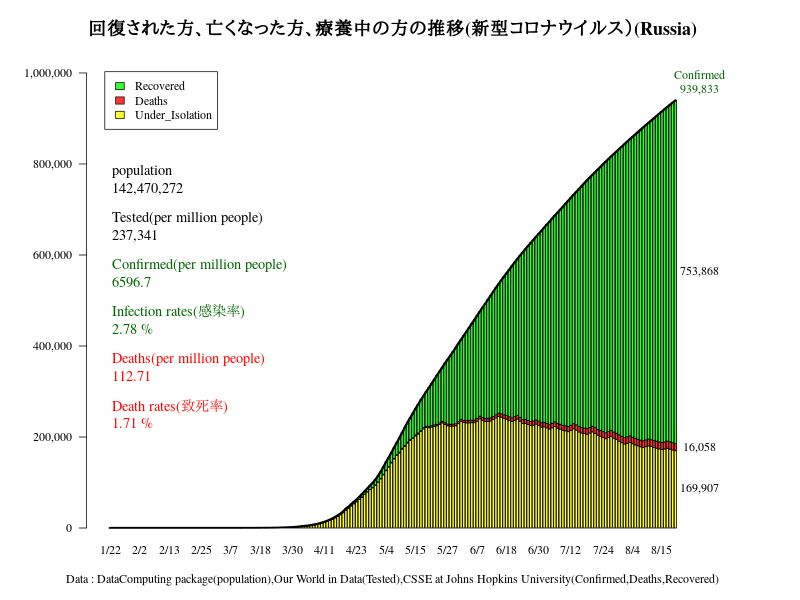 回復された方、亡くなった方、療養中の方の推移(新型コロナウイルス)(Russia)
1,000,000
800,000
600,000
400,000
200,000
0
Recovered
Deaths
Under_Isolation
population
142,470,272
Tested(per million people)
237,341
Confirmed(per million people)
6596.7
Infection rates(感染率)
2.78 %
Deaths(per million people)
112.71
Death rates(致死率)
1.71 %
Confirmed
939,833
753,868
16,058
169,907
1/22 2/2 2/13 2/25 3/7 3/18 3/30 4/11 4/23 5/4 5/15 5/27 6/7 6/18 6/30 7/12 7/24 8/4 8/15
Data : DataComputing package(population),Our World in Data(Tested),CSSE at Johns Hopkins University(Confirmed,Deaths,Recovered)